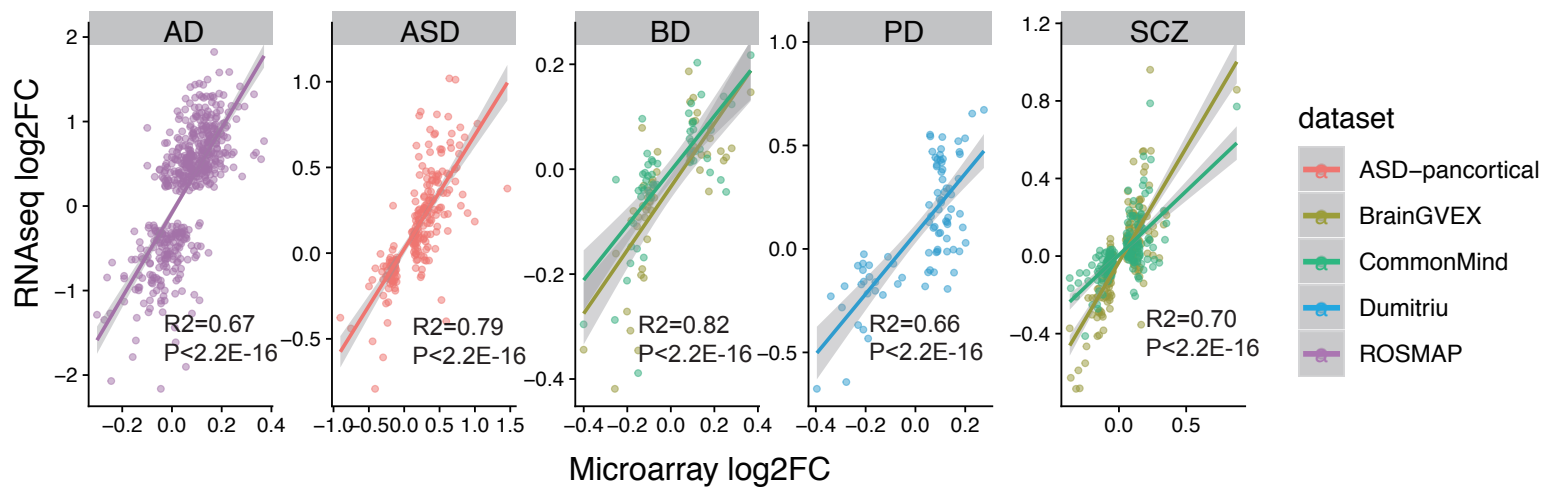 AD ASD BD PD SCZ
RNAseq log2FC
2 1 0 −1 −2
−0.2 0.0 0.2 0.4
R2=0.67
P<2.2E-16
1.0 0.5 0.0 −0.5
−1.0 −0.5 0.0 0.5 1.0 1.5
R2=0.79
P<2.2E-16
0.2 0.0 −0.2 −0.4
−0.4 −0.2 0.0 0.2 0.4
R2=0.82
P<2.2E-16
1.0 0.5 0.0 −0.5
−0.4 −0.2 0.0 0.2
R2=0.66
P<2.2E-16
1.2 0.8 0.4 0.0 −0.4
0.0 0.5
R2=0.70
P<2.2E-16
Microarray log2FC
dataset
a ASD−pancortical
a BrainGVEX
a CommonMind
a Dumitriu
a ROSMAP